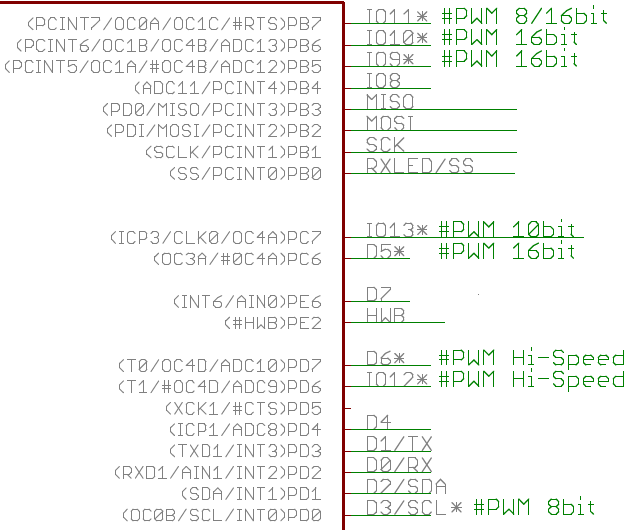 (PCINT7/OC0A/OC1C/#RTS)PB7 IO11* #PWM 8/16bit
(PCINT6/OC1B/OC4B/ADC13)PB6 IO10* #PWM 16bit
(PCINT5/OC1A/#OC4B/ADC12)PB5 IO9* #PWM 16bit
(ADC11/PCINT4)PB4 IO8
(PDO/MISO/PCINT3)PB3 MISO
(PDI/MOSI/PCINT2)PB2 MOSI
(SCLK/PCINT1)PB1 SCK
(SS/PCINT0)PB0 RXLED/SS
(ICP3/CLK0/OC4A)PC7 IO13* #PWM 10bit
(OC3A/#0C4A)PC6 D5* #PWM 16bit
(INT6/AIN0)PE6 D7
(#HWB)PE2 HWB
(T0/OC4D/ADC10)PD7 D6* #PWM Hi-Speed
(T1/#OC4D/ADC9)PD6 IO12* #PWM Hi-Speed
(XCK1/#CTS)PD5
(ICP1/ADC8)PD4 D4
(TXD1/INT3)PD3 D1/TX
(RXD1/AIN1/INT2)PD2 D0/RX
(SDA/INT1)PD1 D2/SDA
(OC0B/SCL/INT0)PD0 D3/SCL* #PWM 8bit